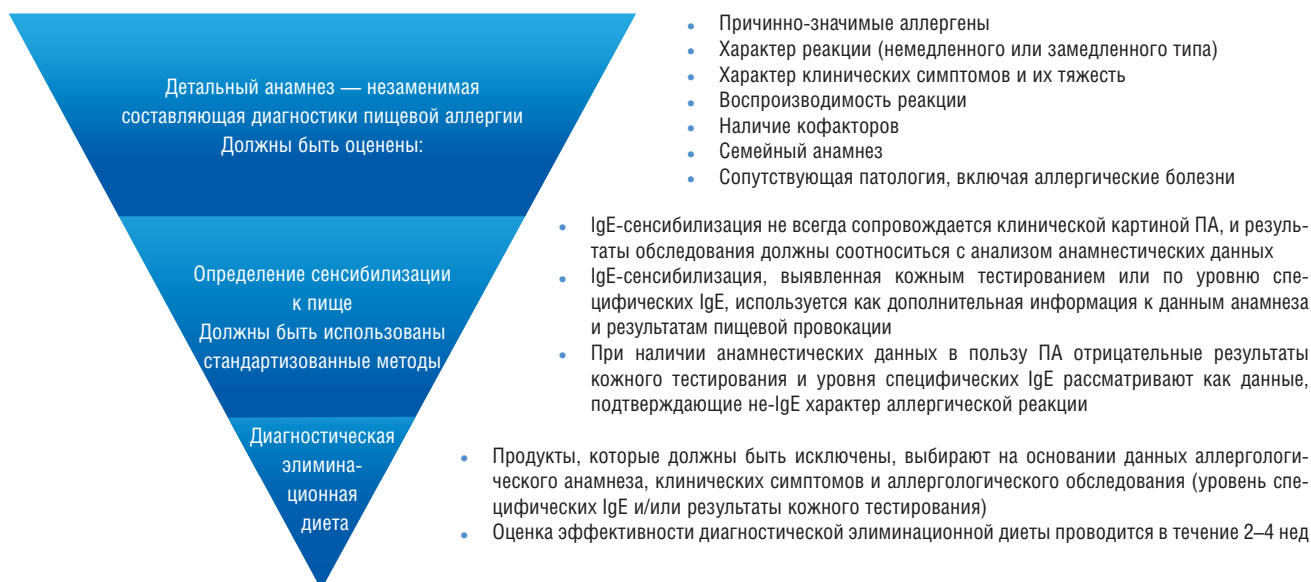 Детальный анамнез — незаменимая
составляющая диагностики пищевой аллергии
Должны быть оценены:
• Причинно-значимые аллергены
• Характер реакции (немедленного или замедленного типа)
• Характер клинических симптомов и их тяжесть
• Воспроизводимость реакции
• Наличие кофакторов
• Семейный анамнез
• Сопутствующая патология, включая аллергические болезни
Определение сенсибилизации
к пище
Должны быть использованы
стандартизованные методы
• IgE-сенсибилизация не всегда сопровождается клинической картиной ПА, и резуль-
таты обследования должны соотноситься с анализом анамнестических данных
• IgE-сенсибилизация, выявленная кожным тестированием или по уровню спе-
цифических IgE, используется как дополнительная информация к данным анамнеза
и результатам пищевой провокации
• При наличии анамнестических данных в пользу ПА отрицательные результаты
кожного тестирования и уровня специфических IgE рассматривают как данные,
подтверждающие не-IgE характер аллергической реакции
Диагностическая
элимина-
ционная
диета
• Продукты, которые должны быть исключены, выбирают на основании данных аллергологи-
ческого анамнеза, клинических симптомов и аллергологического обследования (уровень спе-
цифических IgE и/или результаты кожного тестирования)
• Оценка эффективности диагностической элиминационной диеты проводится в течение 2–4 нед